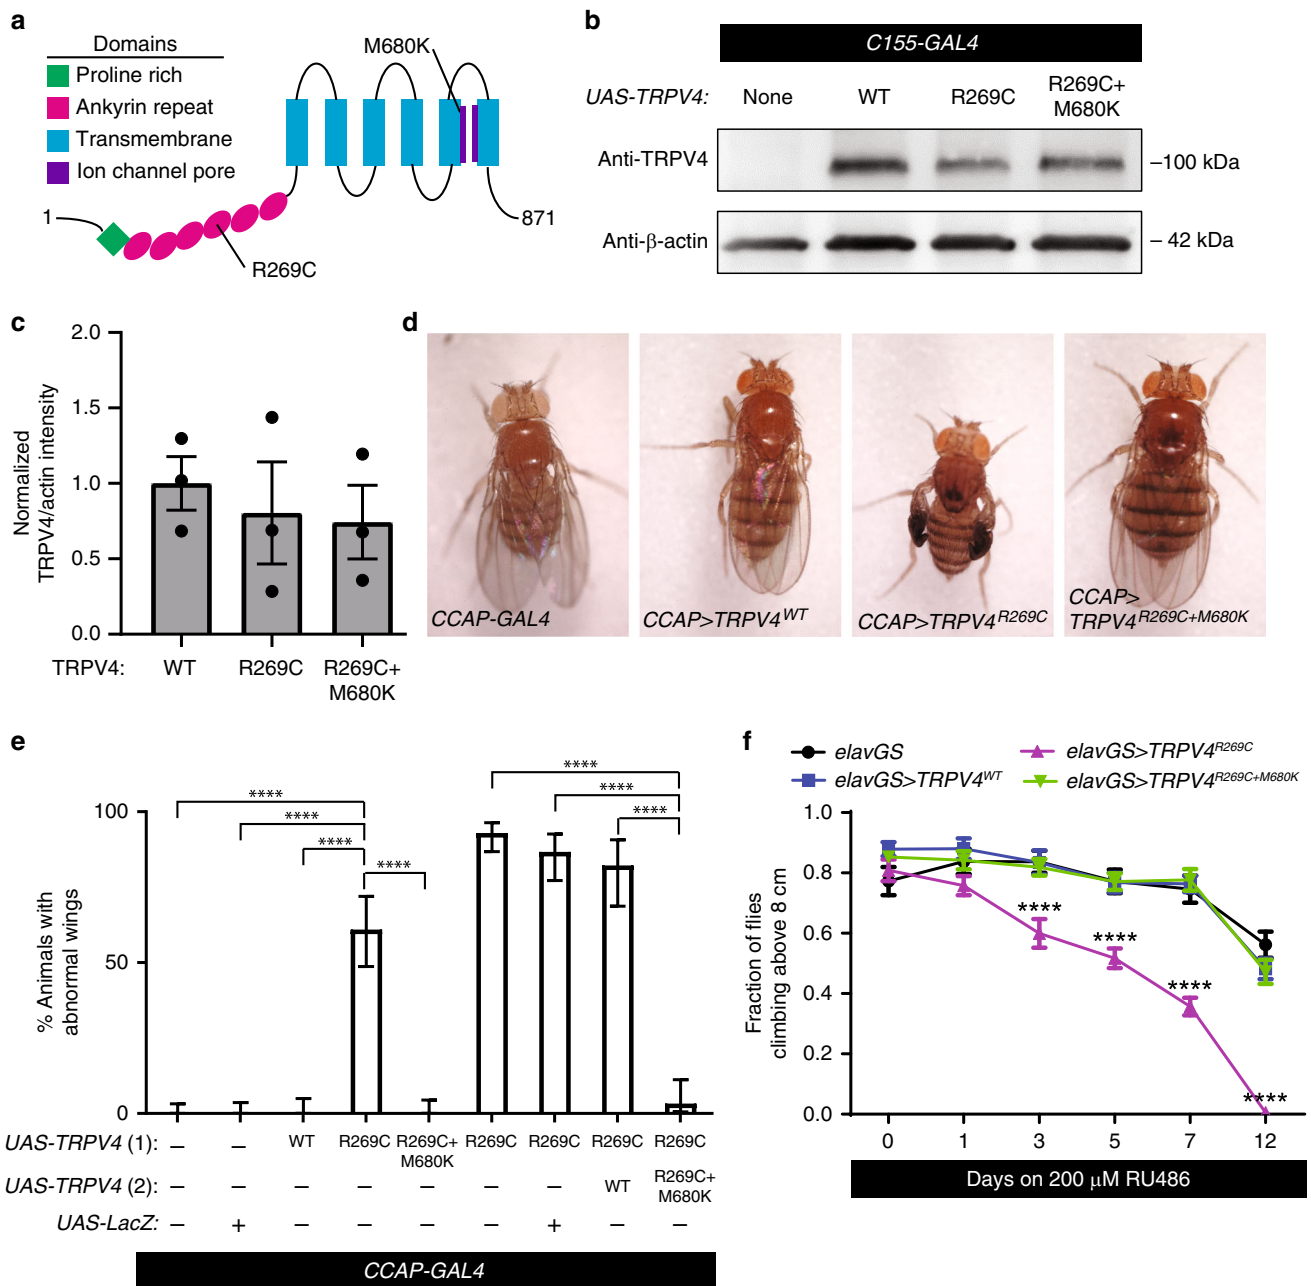 a
Domains
Proline rich
Ankyrin repeat
Transmembrane
Ion channel pore
M680K
1
871
R269C
b
C155-GAL4
UAS-TRPV4: None WT R269C R269C+
M680K
Anti-TRPV4 –100 kDa
Anti-β-actin – 42 kDa
c
Normalized
TRPV4/actin intensity
2.0
1.5
1.0
0.5
0.0
TRPV4: WT R269C R269C+
M680K
d
CCAP-GAL4
CCAP>TRPV4WT
CCAP>TRPV4R269C
CCAP>
TRPV4R269C+M680K
e
% Animals with
abnormal wings
100
50
0
**** **** **** **** **** **** ****
UAS-TRPV4 (1): – – WT R269C R269C+ R269C R269C R269C R269C
M680K
UAS-TRPV4 (2): – – – – – – – WT R269C+
M680K
UAS-LacZ: – + – – – – + – –
CCAP-GAL4
f
elavGS elavGS>TRPV4R269C
elavGS>TRPV4WT elavGS>TRPV4R269C+M680K
Fraction of flies
climbing above 8 cm
1.0
0.8
0.6
0.4
0.2
0.0
**** **** **** ****
0 1 3 5 7 12
Days on 200 μM RU486